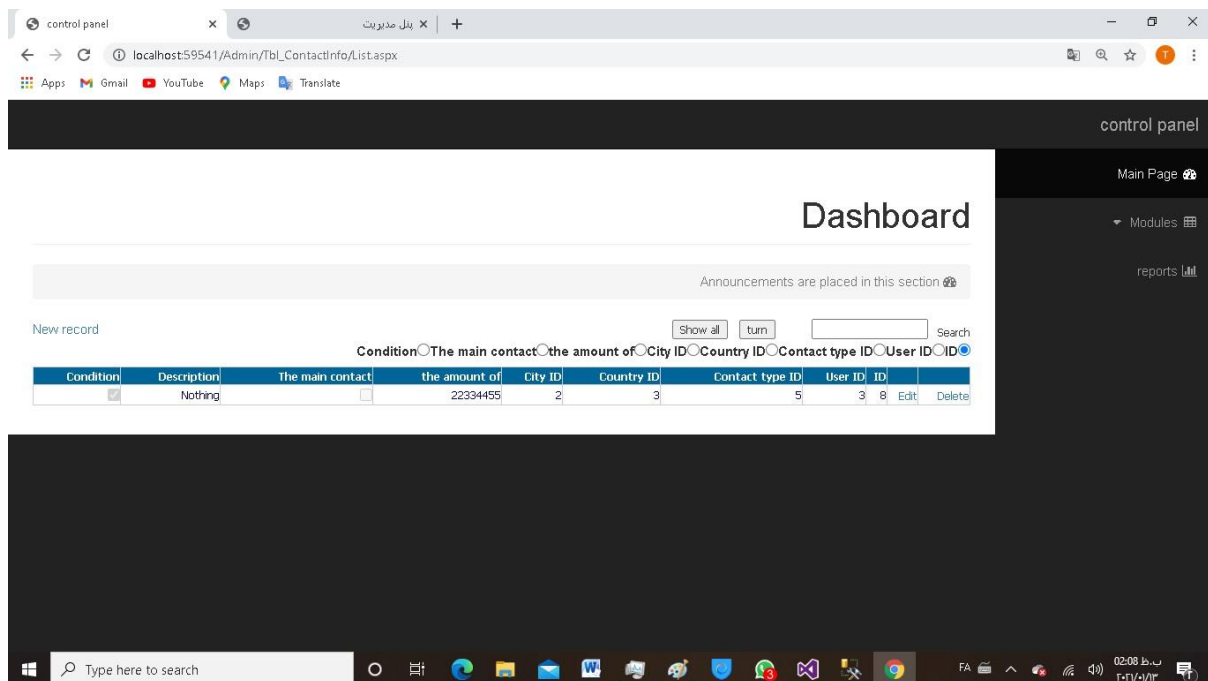 control panel
پنل مدیریت
localhost:59541/Admin/Tbl_ContactInfo/List.aspx
Apps Gmail YouTube Maps Translate
T
control panel
Main Page
Modules
reports
Dashboard
Announcements are placed in this section
New record Show all turn Search
Condition The main contact the amount of City ID Country ID Contact type ID User ID ID
Condition Description The main contact the amount of City ID Country ID Contact type ID User ID ID
Nothing 22334455 2 3 5 3 8 Edit Delete
Type here to search
W
3
FA
02:08 ب.ظ